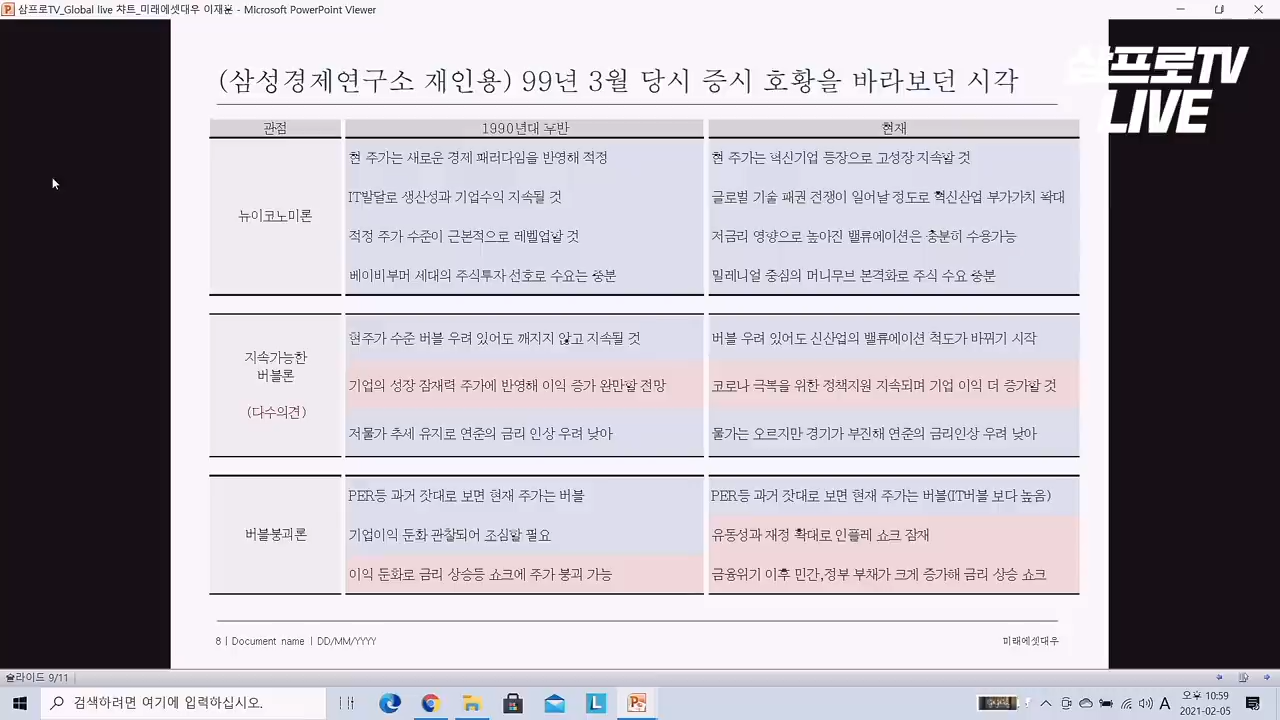 삼프로TV_Global live 챠트_미래에셋대우 이재훈 - Microsoft PowerPoint Viewer
삼프로TV
LIVE
(삼성경제연구소 재인용) 99년 3월 당시 증시 호황을 바라보던 시각
관점
1990년대 후반
현재
뉴이코노미론
현 주가는 새로운 경제 패러다임을 반영해 적정
현 주가는 혁신기업 등장으로 고성장 지속할 것
IT발달로 생산성과 기업수익 지속될 것
글로벌 기술 패권 전쟁이 일어날 정도로 혁신산업 부가가치 확대
적정 주가 수준이 근본적으로 레벨업할 것
저금리 영향으로 높아진 밸류에이션은 충분히 수용가능
베이비부머 세대의 주식투자 선호로 수요는 충분
밀레니얼 중심의 머니무브 본격화로 주식 수요 충분
지속가능한
버블론
(다수의견)
현주가 수준 버블 우려 있어도 깨지지 않고 지속될 것
버블 우려 있어도 신산업의 밸류에이션 척도가 바뀌기 시작
기업의 성장 잠재력 주가에 반영해 이익 증가 완만할 전망
코로나 극복을 위한 정책지원 지속되며 기업 이익 더 증가할 것
저물가 추세 유지로 연준의 금리 인상 우려 낮아
물가는 오르지만 경기가 부진해 연준의 금리인상 우려 낮아
버블붕괴론
PER등 과거 잣대로 보면 현재 주가는 버블
PER등 과거 잣대로 보면 현재 주가는 버블(IT버블 보다 높음)
기업이익 둔화 관찰되어 조심할 필요
유동성과 재정 확대로 인플레 쇼크 잠재
이익 둔화로 금리 상승등 쇼크에 주가 붕괴 가능
금융위기 이후 민간,정부 부채가 크게 증가해 금리 상승 쇼크
8 | Document name | DD/MM/YYYY
미래에셋대우
슬라이드 9/11
검색하려면 여기에 입력하십시오.
A
오후 10:59
2021-02-05